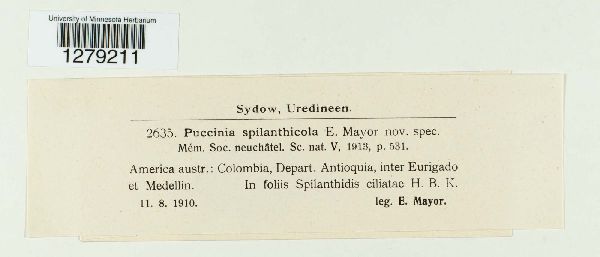 University of Minnesota Herbarium
1279211
Sydow, Uredineen.
2635. Puccinia spilanthicola E. Mayor nov. spec.
Mém. Soc. neuchâtel. Sc. nat. V, 1913, p. 531.
America austr.: Colombia, Depart. Antioquia, inter Eurigado
et Medellin. In foliis Spilanthidis ciliatae H. B. K.
11. 8. 1910. leg. E. Mayor.